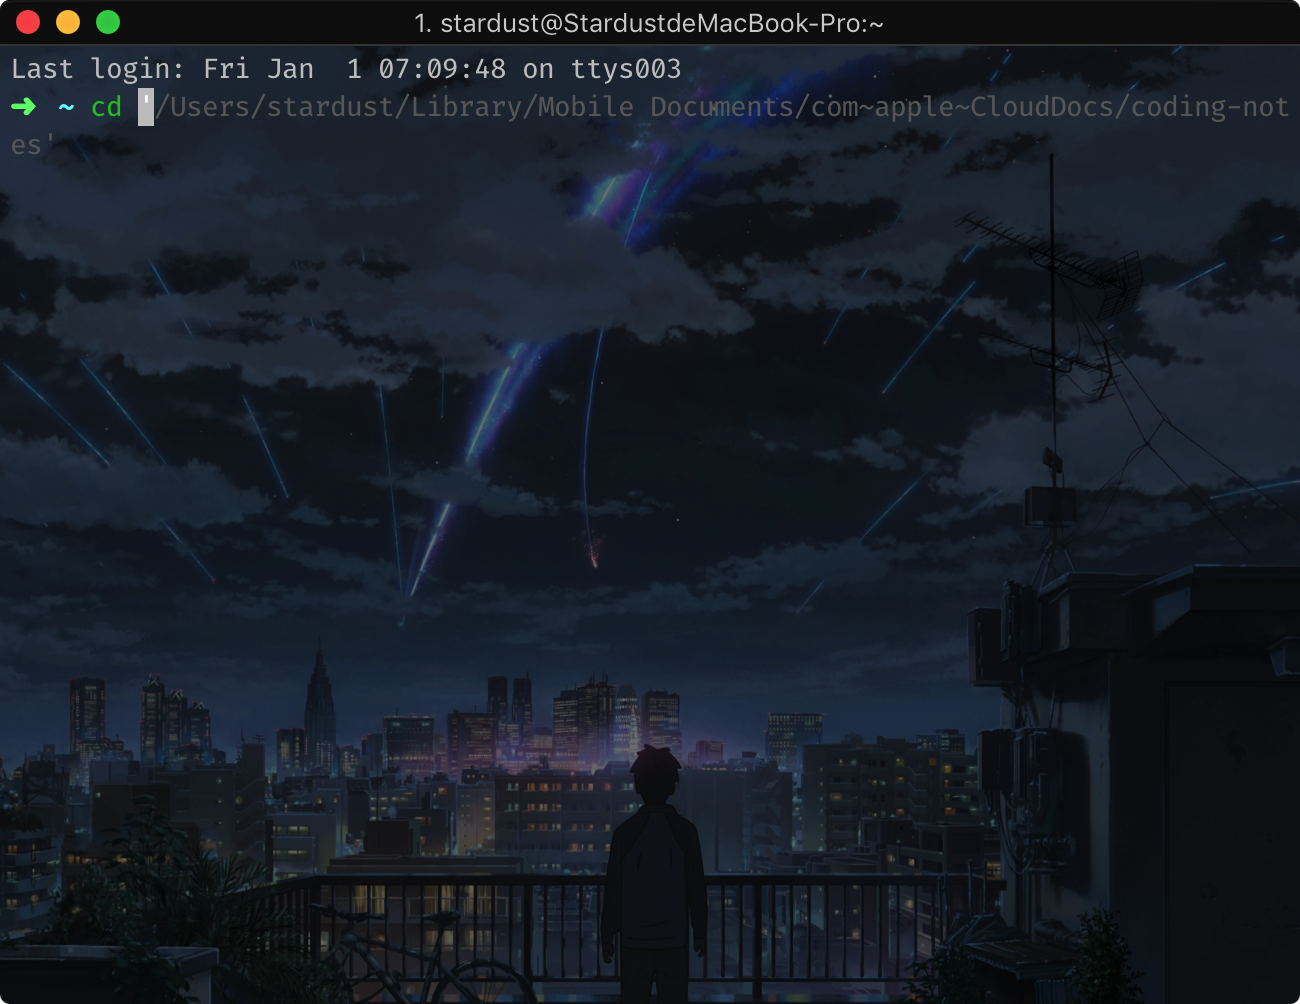 1. stardust@StardustdeMacBook-Pro:~
Last login: Fri Jan  1 07:09:48 on ttys003
➜  ~ cd '/Users/stardust/Library/Mobile Documents/com~apple~CloudDocs/coding-not
es'